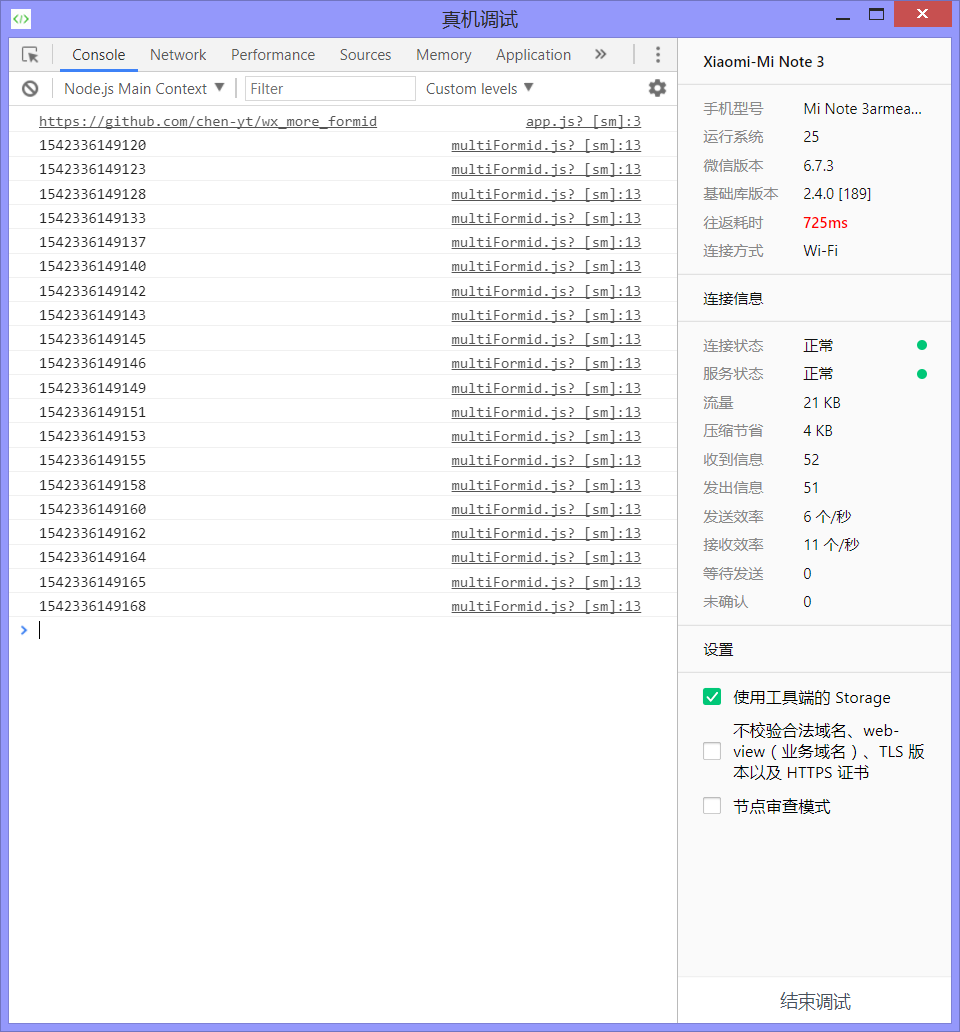 真机调试
Console Network Performance Sources Memory Application »
Node.js Main Context ▼ Filter Custom levels ▼
https://github.com/chen-yt/wx_more_formid app.js? [sm]:3
1542336149120 multiFormid.js? [sm]:13
1542336149123 multiFormid.js? [sm]:13
1542336149128 multiFormid.js? [sm]:13
1542336149133 multiFormid.js? [sm]:13
1542336149137 multiFormid.js? [sm]:13
1542336149140 multiFormid.js? [sm]:13
1542336149142 multiFormid.js? [sm]:13
1542336149143 multiFormid.js? [sm]:13
1542336149145 multiFormid.js? [sm]:13
1542336149146 multiFormid.js? [sm]:13
1542336149149 multiFormid.js? [sm]:13
1542336149151 multiFormid.js? [sm]:13
1542336149153 multiFormid.js? [sm]:13
1542336149155 multiFormid.js? [sm]:13
1542336149158 multiFormid.js? [sm]:13
1542336149160 multiFormid.js? [sm]:13
1542336149162 multiFormid.js? [sm]:13
1542336149164 multiFormid.js? [sm]:13
1542336149165 multiFormid.js? [sm]:13
1542336149168 multiFormid.js? [sm]:13
Xiaomi-Mi Note 3
手机型号 Mi Note 3armea...
运行系统 25
微信版本 6.7.3
基础库版本 2.4.0 [189]
往返耗时 725ms
连接方式 Wi-Fi
连接信息
连接状态 正常
服务状态 正常
流量 21 KB
压缩节省 4 KB
收到信息 52
发出信息 51
发送效率 6 个/秒
接收效率 11 个/秒
等待发送 0
未确认 0
设置
使用工具端的 Storage
不校验合法域名、web-
view（业务域名）、TLS 版
本以及 HTTPS 证书
节点审查模式
结束调试